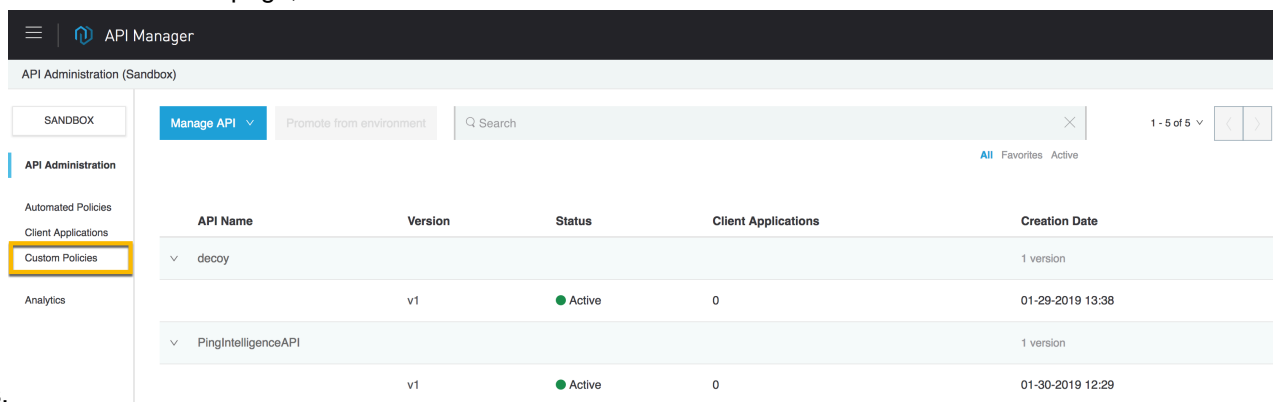 API Manager
API Administration (Sandbox)
SANDBOX
Manage API
Promote from environment
Search
1 - 5 of 5
All Favorites Active
API Administration
Automated Policies
Client Applications
Custom Policies
Analytics
API Name Version Status Client Applications Creation Date
decoy 1 version
v1 Active 0 01-29-2019 13:38
PingIntelligenceAPI 1 version
v1 Active 0 01-30-2019 12:29